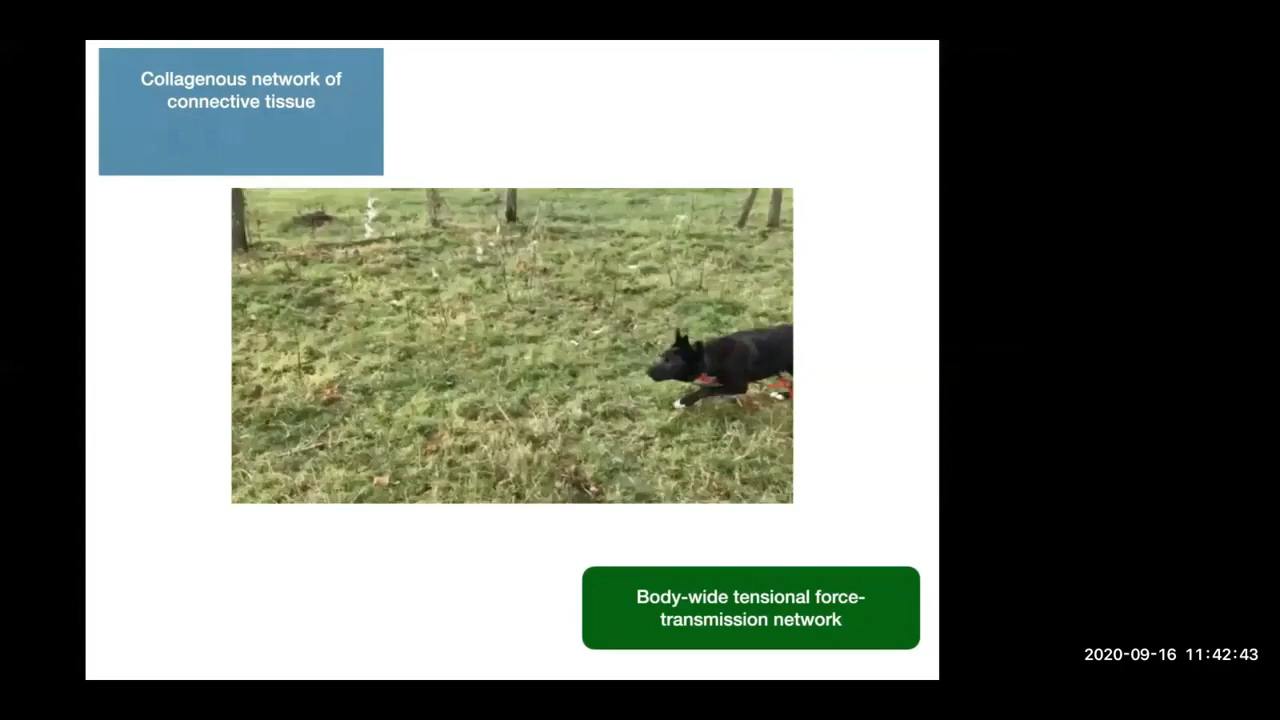 Collagenous network of
connective tissue
Body-wide tensional force-
transmission network
2020-09-16 11:42:43